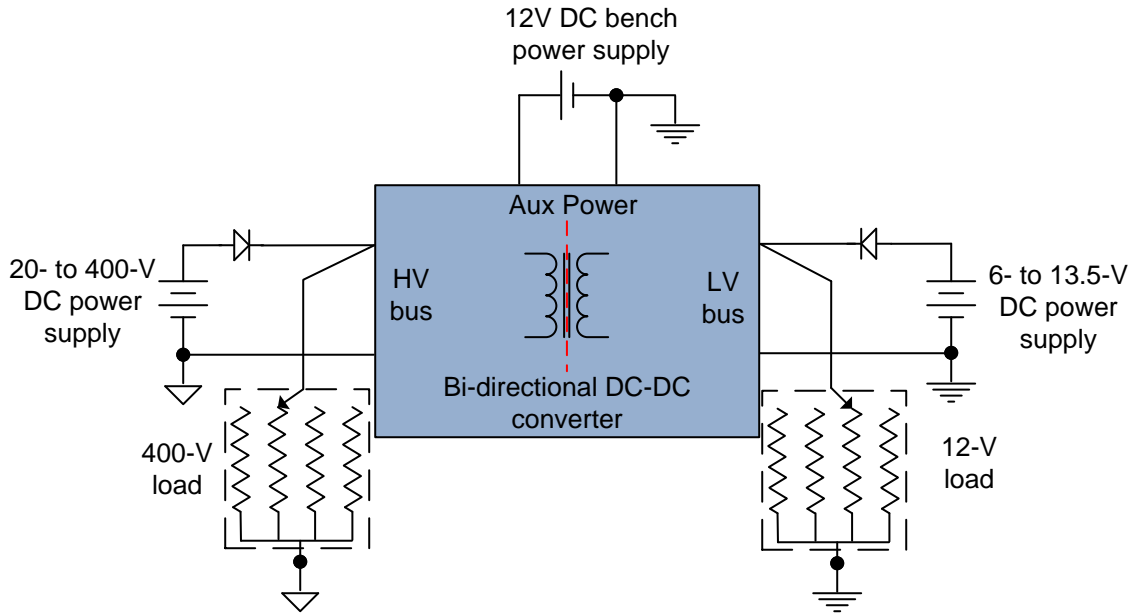 12V DC bench
power supply
Aux Power
20- to 400-V
DC power
supply
HV
bus
LV
bus
6- to 13.5-V
DC power
supply
Bi-directional DC-DC
converter
400-V
load
12-V
load